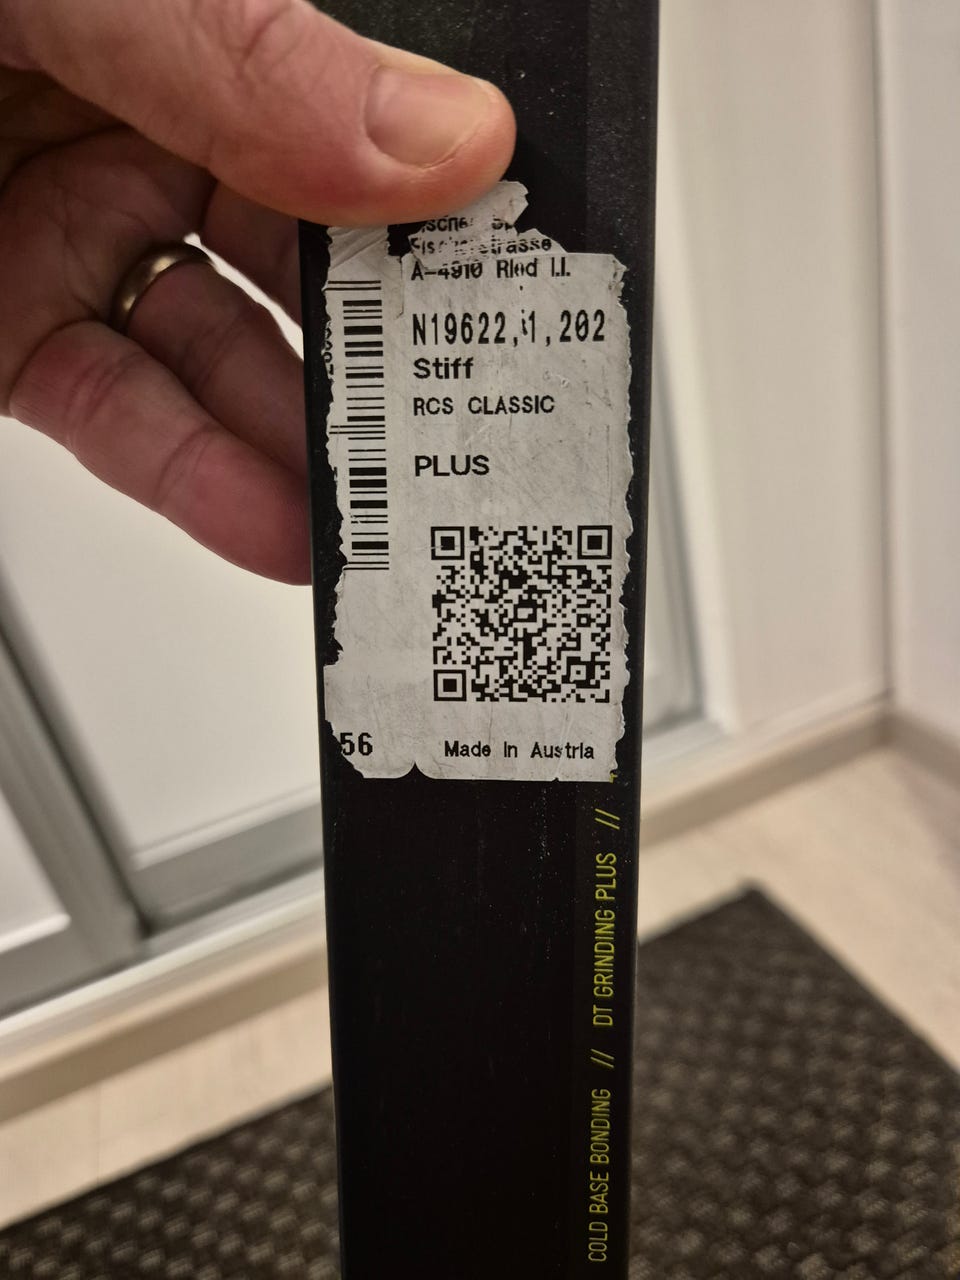 Fischerstrasse
A-4910 Ried I.I.
N19622,1,202
Stiff
RCS CLASSIC
PLUS
56
Made in Austria
COLD BASE BONDING // DT GRINDING PLUS //